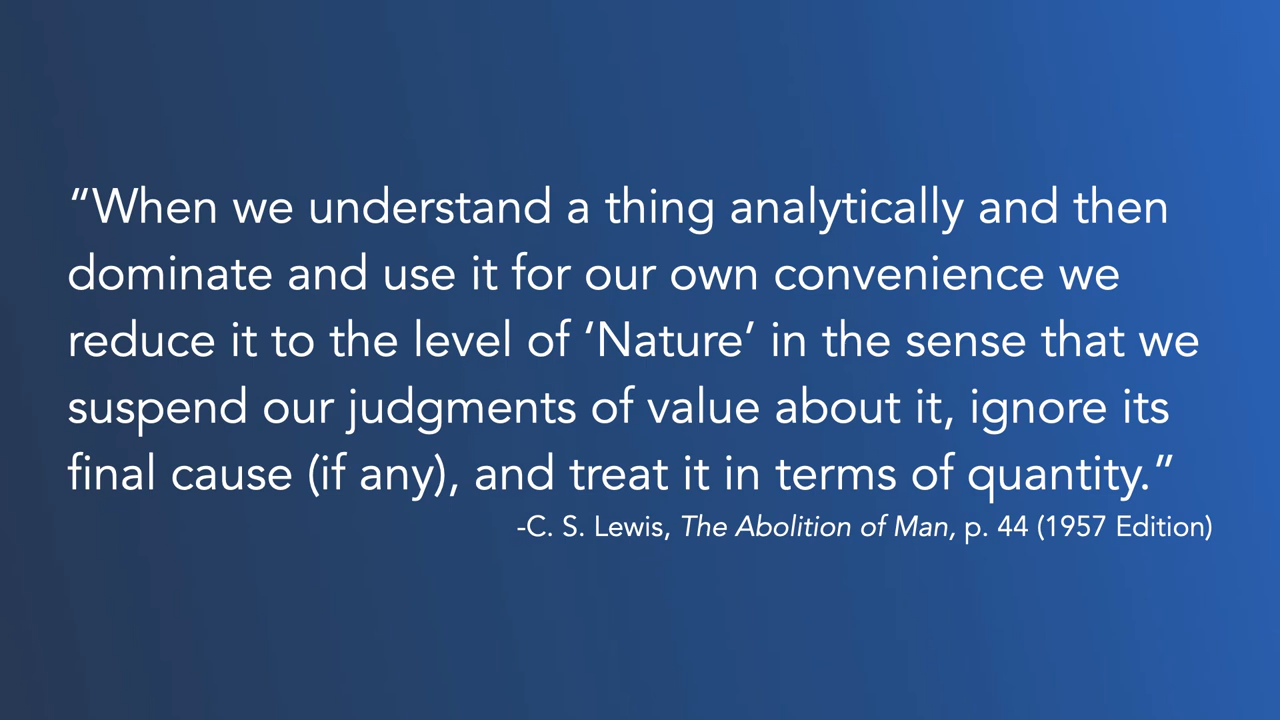 “When we understand a thing analytically and then
dominate and use it for our own convenience we
reduce it to the level of ‘Nature’ in the sense that we
suspend our judgments of value about it, ignore its
final cause (if any), and treat it in terms of quantity.”
-C. S. Lewis, The Abolition of Man, p. 44 (1957 Edition)